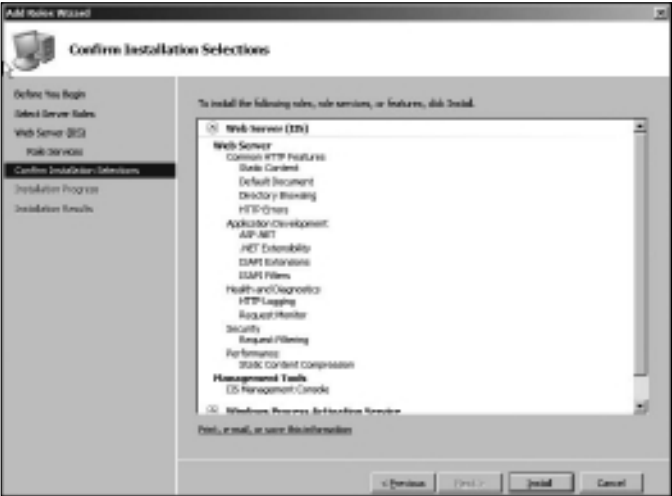 Add Roles Wizard
Confirm Installation Selections
Before You Begin
Select Server Roles
Web Server (IIS)
Role Services
Confirm Installation Selections
Installation Progress
Installation Results
To install the following roles, role services, or features, click Install.
Web Server (IIS)
Web Server
Common HTTP Features
Static Content
Default Document
Directory Browsing
HTTP Errors
Application Development
ASP.NET
.NET Extensibility
ISAPI Extensions
ISAPI Filters
Health and Diagnostics
HTTP Logging
Request Monitor
Security
Request Filtering
Performance
Static Content Compression
Management Tools
IIS Management Console
Windows Process Activation Service
Print, e-mail, or save this information
< Previous
Next >
Install
Cancel